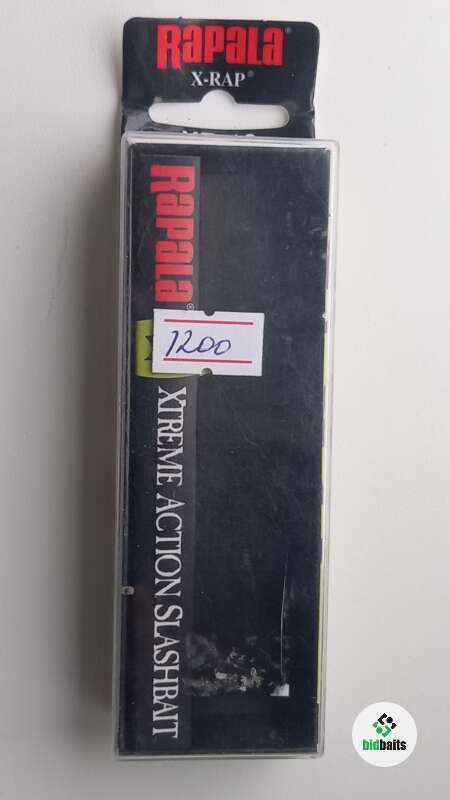 Rapala®
X-RAP®
Rapala®
1200
XTREME ACTION SLASHBAIT
bidbaits